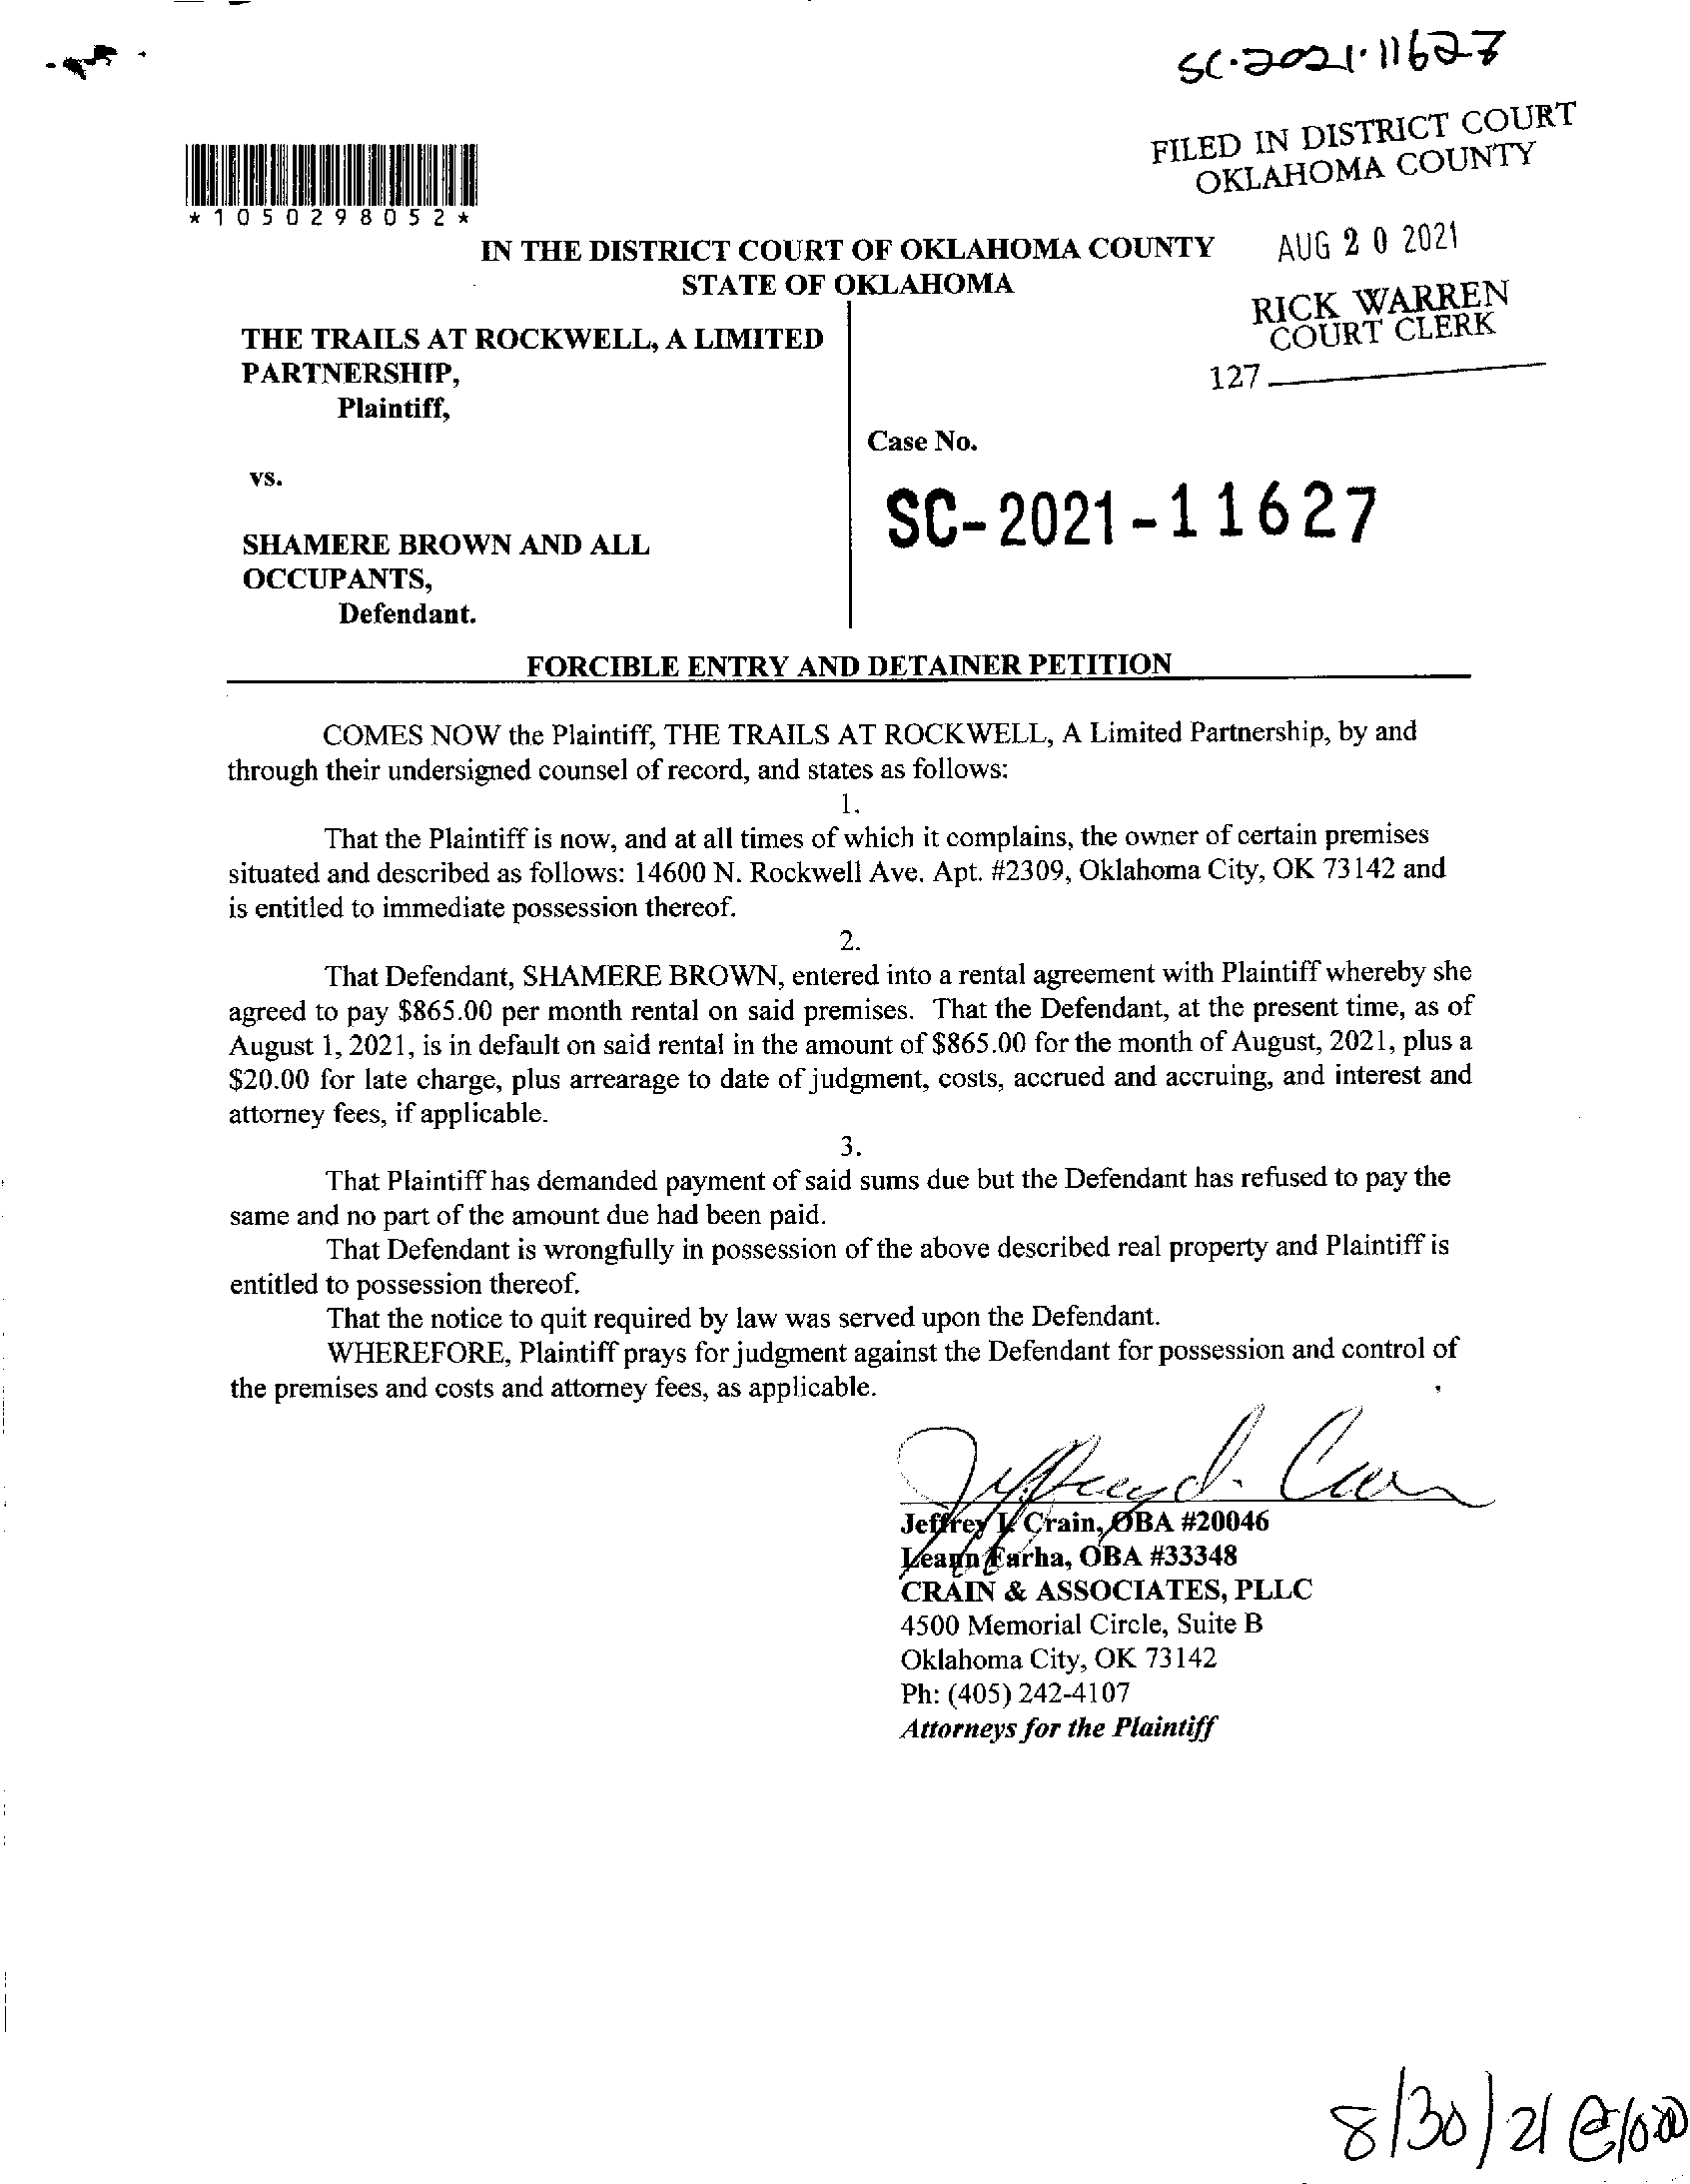 SC-2021-11627
FILED IN DISTRICT COURT
OKLAHOMA COUNTY
*1050298052*
AUG 20 2021
IN THE DISTRICT COURT OF OKLAHOMA COUNTY
STATE OF OKLAHOMA
RICK WARREN
COURT CLERK
127
THE TRAILS AT ROCKWELL, A LIMITED
PARTNERSHIP,
Plaintiff,
Case No.
vs.
SC-2021-11627
SHAMERE BROWN AND ALL
OCCUPANTS,
Defendant.
FORCIBLE ENTRY AND DETAINER PETITION
COMES NOW the Plaintiff, THE TRAILS AT ROCKWELL, A Limited Partnership, by and
through their undersigned counsel of record, and states as follows:
1.
That the Plaintiff is now, and at all times of which it complains, the owner of certain premises
situated and described as follows: 14600 N. Rockwell Ave. Apt. #2309, Oklahoma City, OK 73142 and
is entitled to immediate possession thereof.
2.
That Defendant, SHAMERE BROWN, entered into a rental agreement with Plaintiff whereby she
agreed to pay $865.00 per month rental on said premises. That the Defendant, at the present time, as of
August 1, 2021, is in default on said rental in the amount of $865.00 for the month of August, 2021, plus a
$20.00 for late charge, plus arrearage to date of judgment, costs, accrued and accruing, and interest and
attorney fees, if applicable.
3.
That Plaintiff has demanded payment of said sums due but the Defendant has refused to pay the
same and no part of the amount due had been paid.
That Defendant is wrongfully in possession of the above described real property and Plaintiff is
entitled to possession thereof.
That the notice to quit required by law was served upon the Defendant.
WHEREFORE, Plaintiff prays for judgment against the Defendant for possession and control of
the premises and costs and attorney fees, as applicable.
Jeffrey Crain, OBA #20046
Leann Farha, OBA #33348
CRAIN & ASSOCIATES, PLLC
4500 Memorial Circle, Suite B
Oklahoma City, OK 73142
Ph: (405) 242-4107
Attorneys for the Plaintiff
8/30/21 @